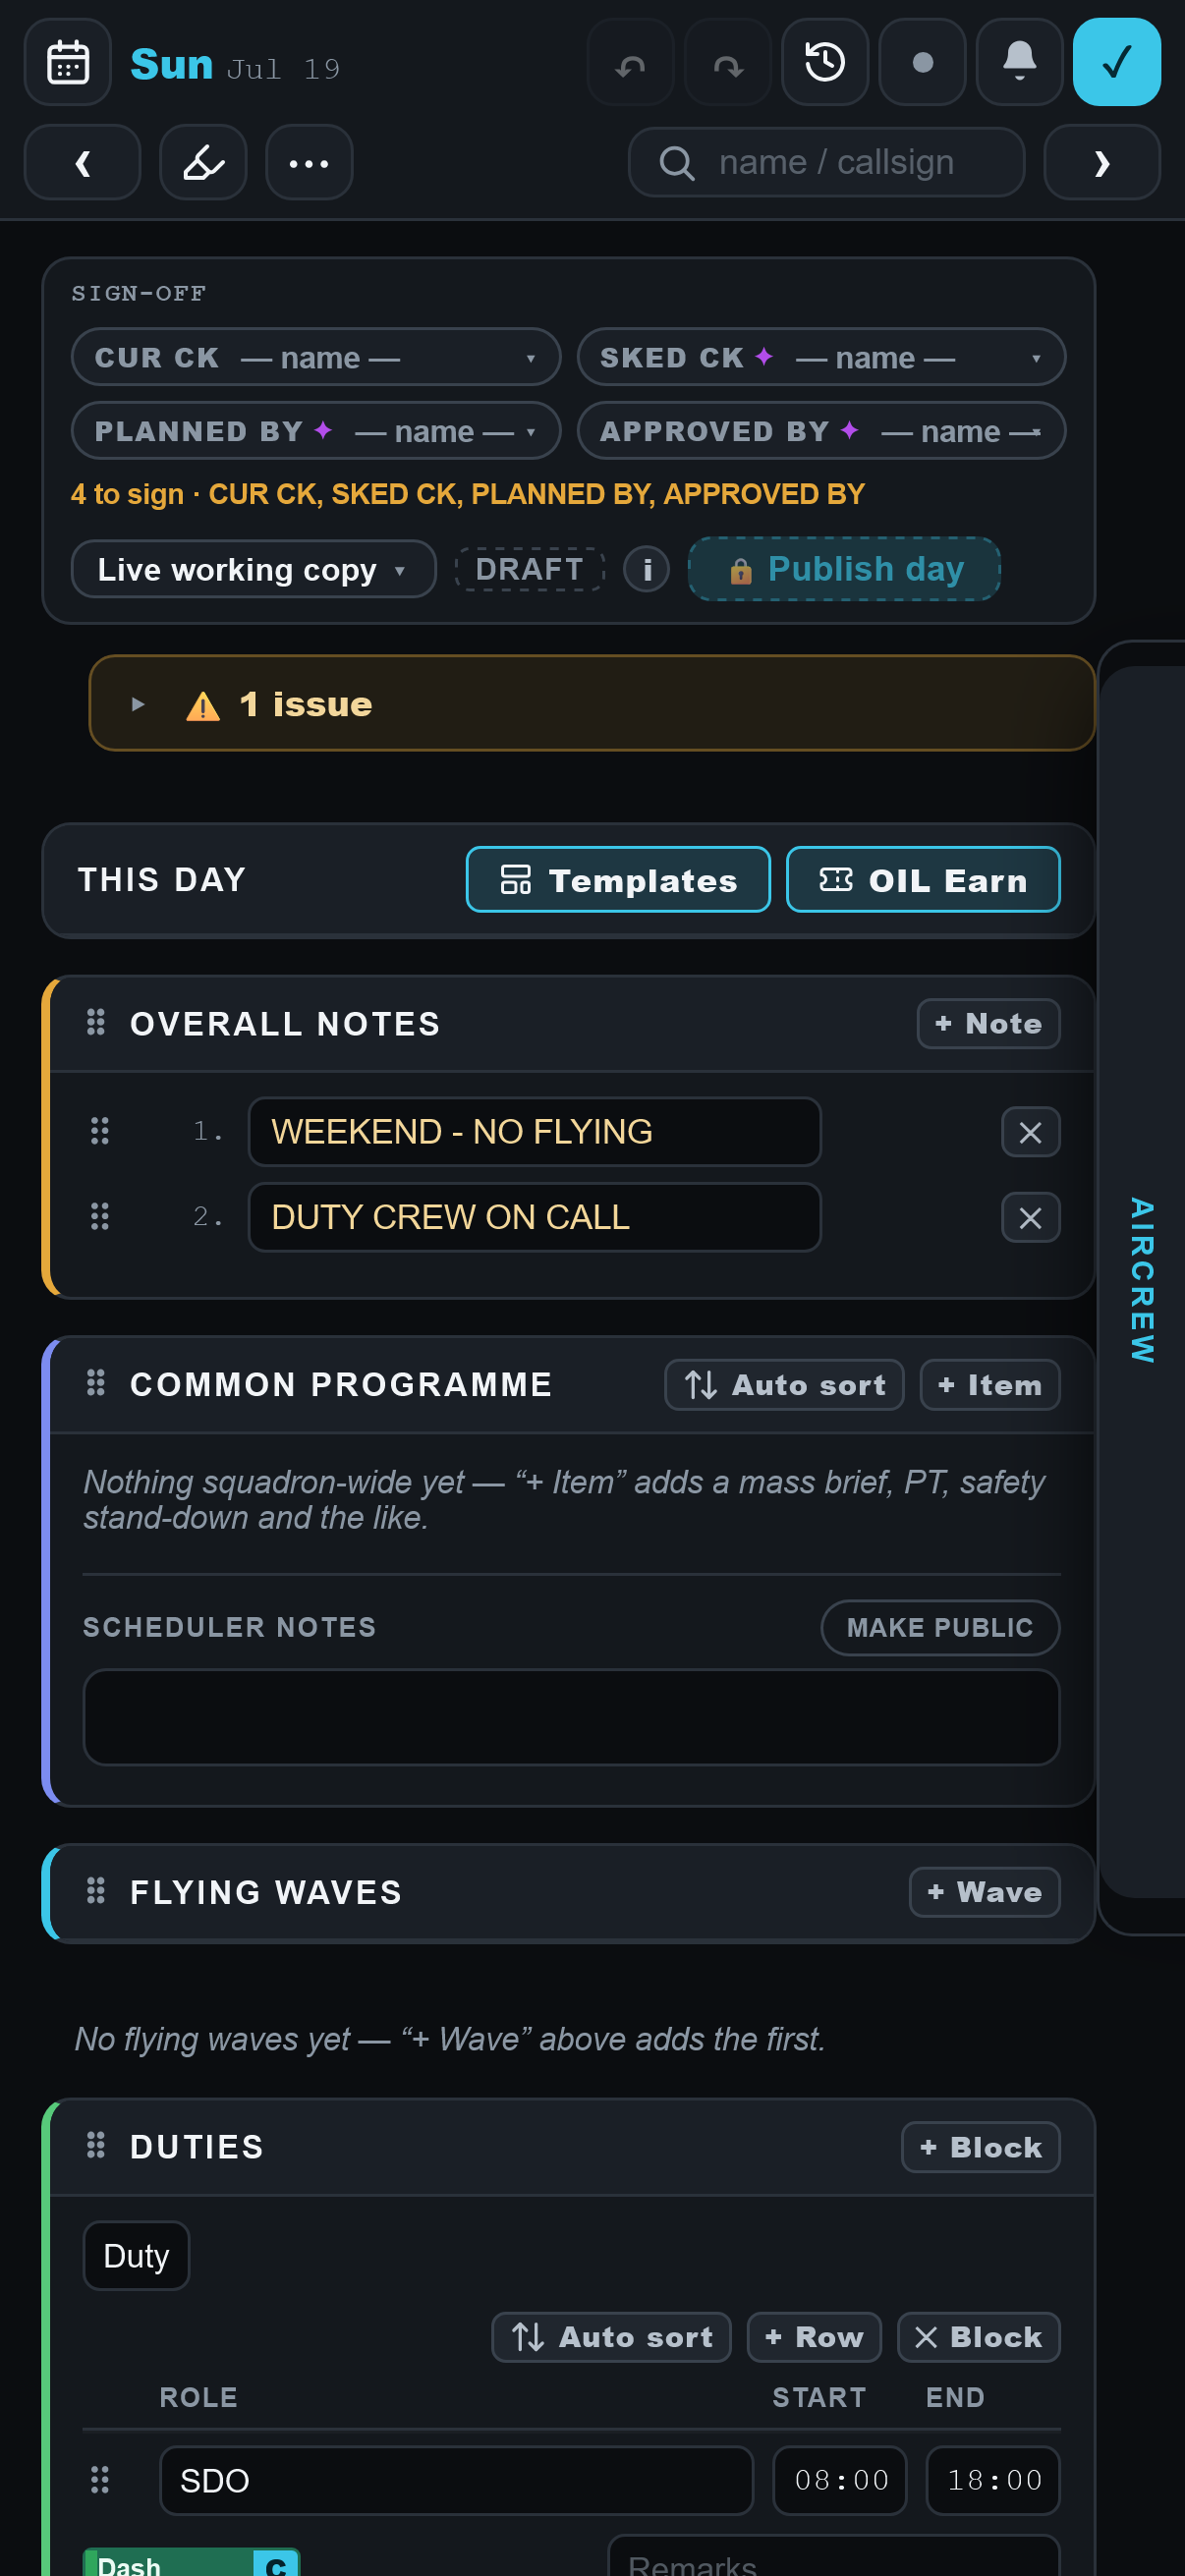 Sun Jul 19
name / callsign
SIGN-OFF
CUR CK — name —
SKED CK — name —
PLANNED BY — name —
APPROVED BY — name —
4 to sign · CUR CK, SKED CK, PLANNED BY, APPROVED BY
Live working copy DRAFT i Publish day
1 issue
THIS DAY Templates OIL Earn
OVERALL NOTES + Note
1. WEEKEND - NO FLYING
2. DUTY CREW ON CALL
AIRCREW
COMMON PROGRAMME Auto sort + Item
Nothing squadron-wide yet — “+ Item” adds a mass brief, PT, safety
stand-down and the like.
SCHEDULER NOTES MAKE PUBLIC
FLYING WAVES + Wave
No flying waves yet — “+ Wave” above adds the first.
DUTIES + Block
Duty
Auto sort + Row × Block
ROLE START END
SDO 08:00 18:00
Dash C Remarks